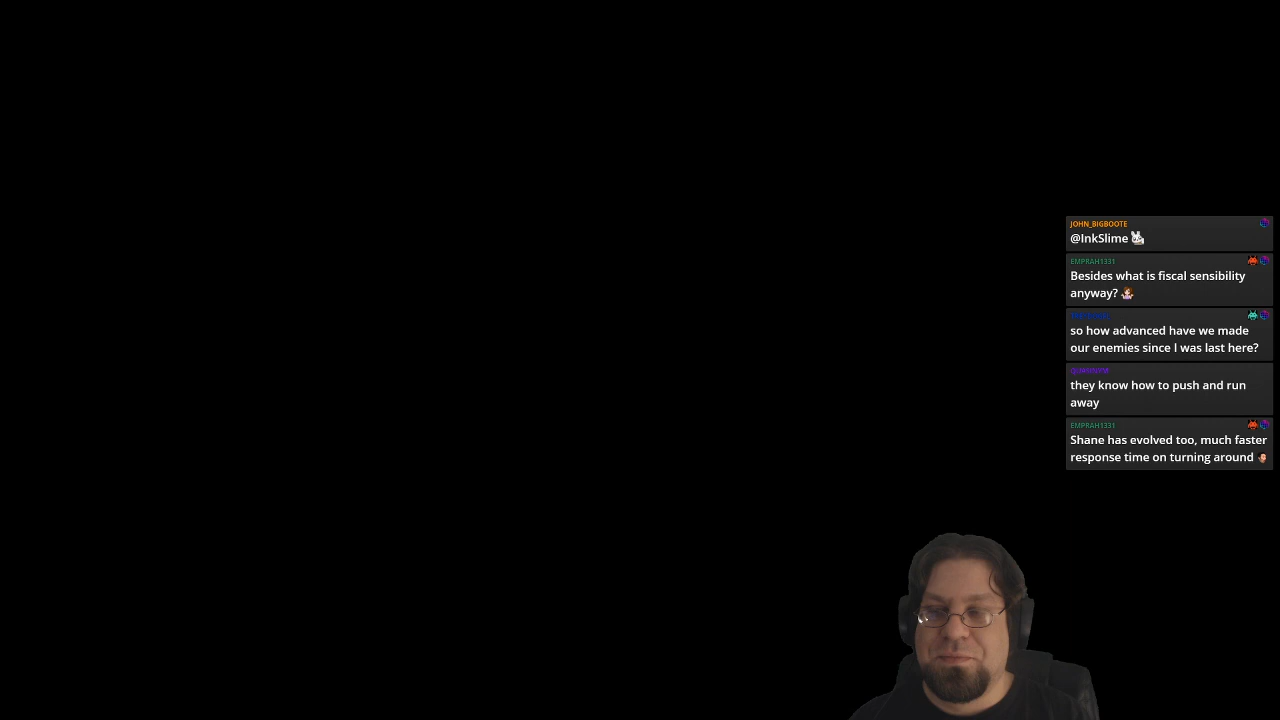 JOHN_BIGBOOTE
@InkSlime
EMPRAH1331
Besides what is fiscal sensibility
anyway?
so how advanced have we made
our enemies since I was last here?
they know how to push and run
away
EMPRAH1331
Shane has evolved too, much faster
response time on turning around